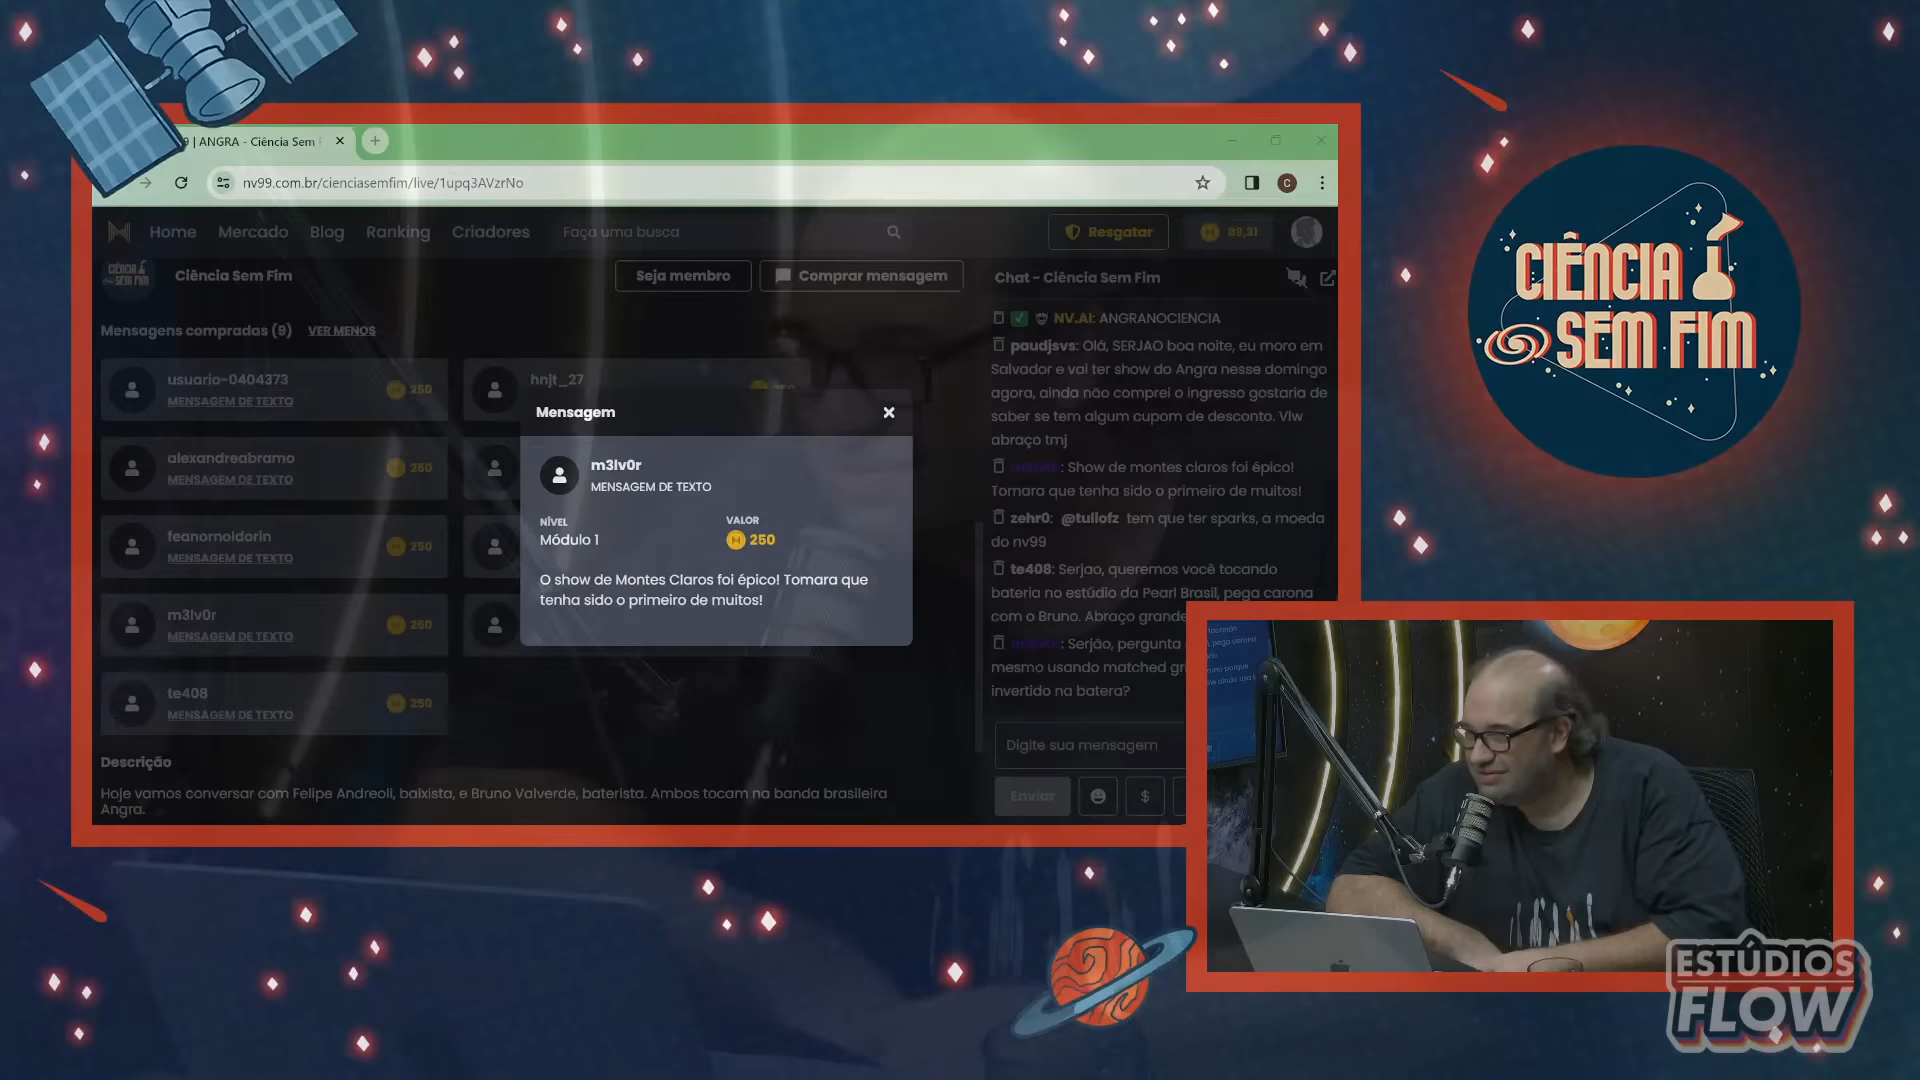 9 | ANGRA - Ciência Sem F
nv99.com.br/cienciasemfim/live/1upq3AVzrNo
C
Home Mercado Blog Ranking Criadores Faça uma busca
Resgatar
88,31
CIÊNCIA SEM FIM
Ciência Sem Fim
Seja membro
Comprar mensagem
Mensagens compradas (9) VER MENOS
usuario-0404373
MENSAGEM DE TEXTO
250
hnjt_27
alexandreabramo
MENSAGEM DE TEXTO
250
feanornoldorin
MENSAGEM DE TEXTO
250
m3lv0r
MENSAGEM DE TEXTO
250
te408
MENSAGEM DE TEXTO
250
Mensagem
m3lv0r
MENSAGEM DE TEXTO
NÍVEL
Módulo 1
VALOR
250
O show de Montes Claros foi épico! Tomara que
tenha sido o primeiro de muitos!
Descrição
Hoje vamos conversar com Felipe Andreoli, baixista, e Bruno Valverde, baterista. Ambos tocam na banda brasileira
Angra.
Chat - Ciência Sem Fim
NV.AI: ANGRANOCIENCIA
paudjsvs: Olá, SERJAO boa noite, eu moro em
Salvador e vai ter show do Angra nesse domingo
agora, ainda não comprei o ingresso gostaria de
saber se tem algum cupom de desconto. Vlw
abraço tmj
: Show de montes claros foi épico!
Tomara que tenha sido o primeiro de muitos!
zehr0: @tuliofz tem que ter sparks, a moeda
do nv99
te408: Serjao, queremos você tocando
bateria no estúdio da Pearl Brasil, pega carona
com o Bruno. Abraço grande
: Serjão, pergunta
mesmo usando matched gr
invertido na batera?
Digite sua mensagem
Enviar
$
CIÊNCIA
SEM FIM
ESTÚDIOS
FLOW